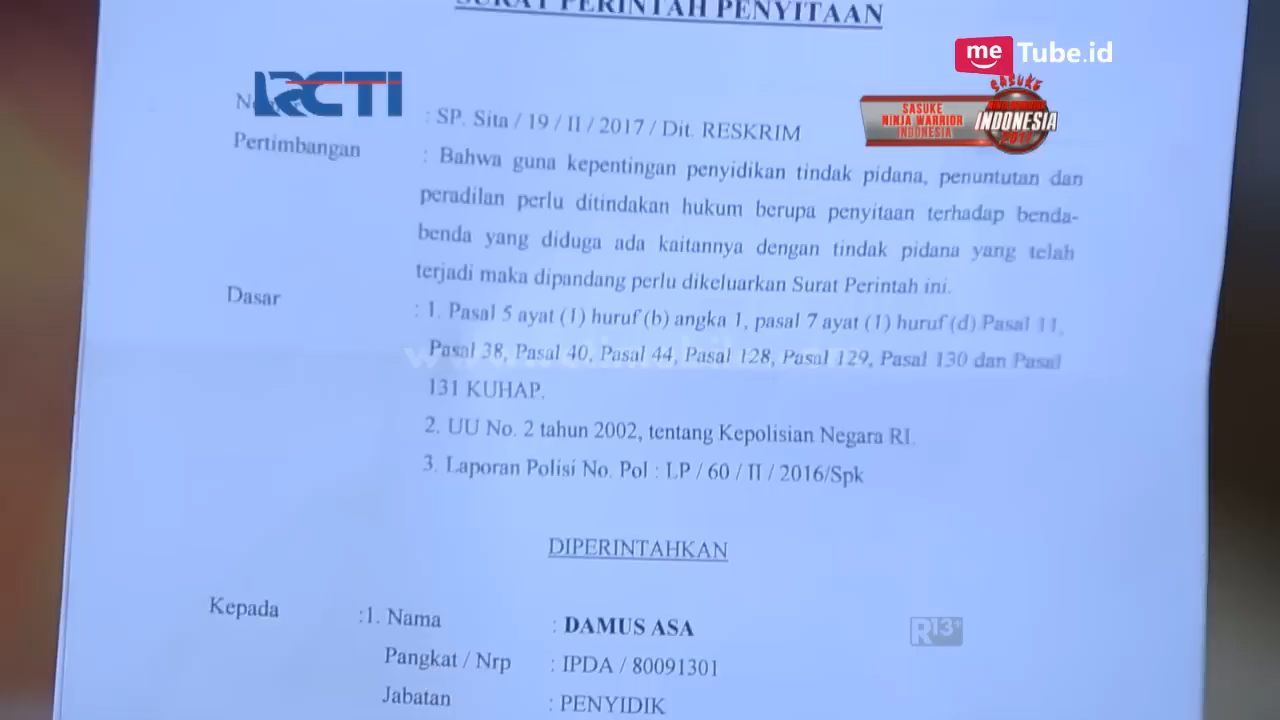 SURAT PERINTAH PENYITAAN
me Tube.id
RCTI
SASUKE
SASUKE
NINJA WARRIOR
INDONESIA
INDONESIA
2017
: SP. Sita / 19 / II / 2017 / Dit. RESKRIM
Pertimbangan : Bahwa guna kepentingan penyidikan tindak pidana, penuntutan dan
peradilan perlu ditindakan hukum berupa penyitaan terhadap benda-
benda yang diduga ada kaitannya dengan tindak pidana yang telah
terjadi maka dipandang perlu dikeluarkan Surat Perintah ini.
Dasar : 1. Pasal 5 ayat (1) huruf (b) angka 1, pasal 7 ayat (1) huruf (d) Pasal 11,
Pasal 38, Pasal 40, Pasal 44, Pasal 128, Pasal 129, Pasal 130 dan Pasal
131 KUHAP.
2. UU No. 2 tahun 2002, tentang Kepolisian Negara RI.
3. Laporan Polisi No. Pol : LP / 60 / II / 2016/Spk
DIPERINTAHKAN
Kepada :1. Nama : DAMUS ASA
R13+
Pangkat / Nrp : IPDA / 80091301
Jabatan : PENYIDIK